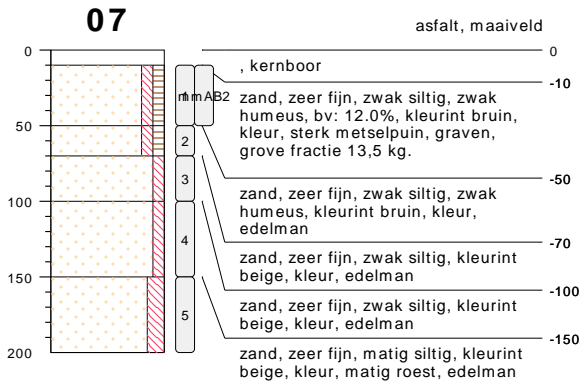 07
asfalt, maaiveld
0
0
, kernboor
-10
zand, zeer fijn, zwak siltig, zwak
humeus, bv: 12.0%, kleurint bruin,
kleur, sterk metselpuin, graven,
grove fractie 13,5 kg.
mmAB2
50
2
-50
zand, zeer fijn, zwak siltig, zwak
humeus, kleurint bruin, kleur,
edelman
3
-70
zand, zeer fijn, zwak siltig, kleurint
beige, kleur, edelman
100
4
-100
zand, zeer fijn, zwak siltig, kleurint
beige, kleur, edelman
150
5
-150
zand, zeer fijn, matig siltig, kleurint
beige, kleur, matig roest, edelman
200